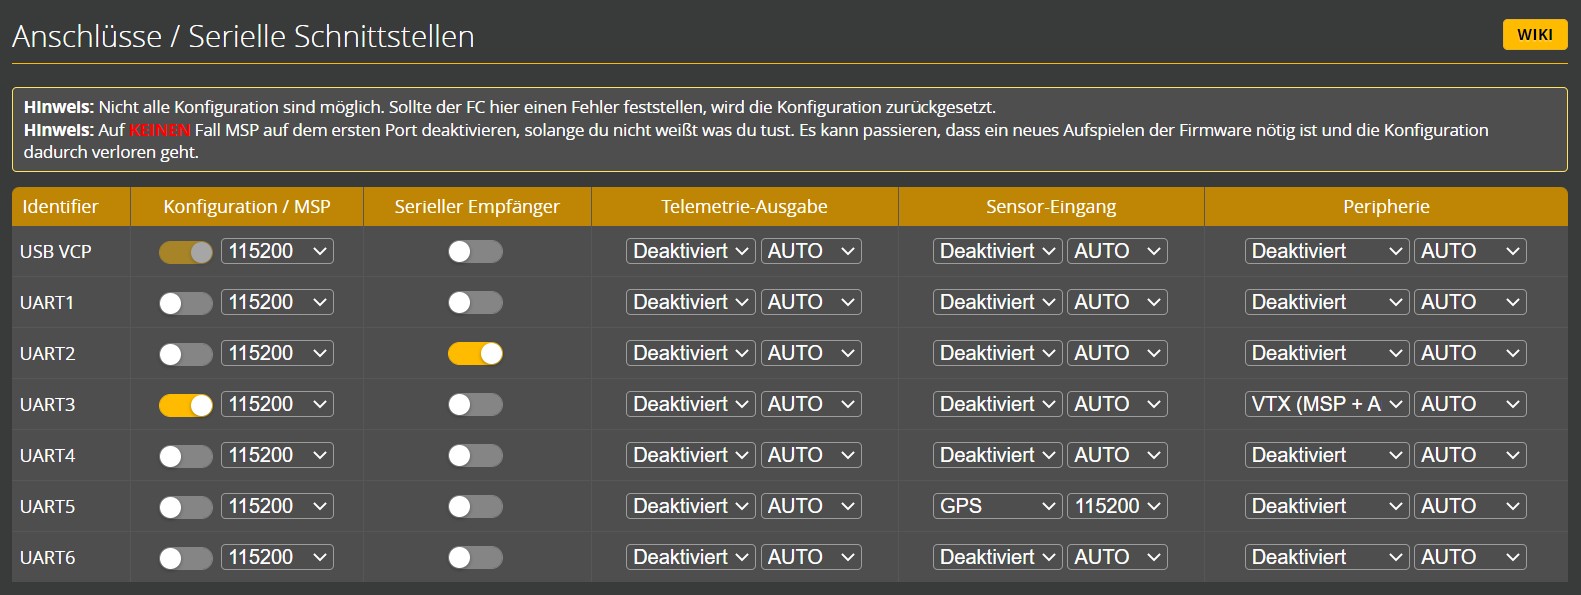 Anschlüsse / Serielle Schnittstellen
WIKI
Hinweis: Nicht alle Konfiguration sind möglich. Sollte der FC hier einen Fehler feststellen, wird die Konfiguration zurückgesetzt.
Hinweis: Auf KEINEN Fall MSP auf dem ersten Port deaktivieren, solange du nicht weißt was du tust. Es kann passieren, dass ein neues Aufspielen der Firmware nötig ist und die Konfiguration
dadurch verloren geht.
Identifier Konfiguration / MSP Serieller Empfänger Telemetrie-Ausgabe Sensor-Eingang Peripherie
USB VCP 115200 Deaktiviert AUTO Deaktiviert AUTO Deaktiviert AUTO
UART1 115200 Deaktiviert AUTO Deaktiviert AUTO Deaktiviert AUTO
UART2 115200 Deaktiviert AUTO Deaktiviert AUTO Deaktiviert AUTO
UART3 115200 Deaktiviert AUTO Deaktiviert AUTO VTX (MSP + A AUTO
UART4 115200 Deaktiviert AUTO Deaktiviert AUTO Deaktiviert AUTO
UART5 115200 Deaktiviert AUTO GPS 115200 Deaktiviert AUTO
UART6 115200 Deaktiviert AUTO Deaktiviert AUTO Deaktiviert AUTO